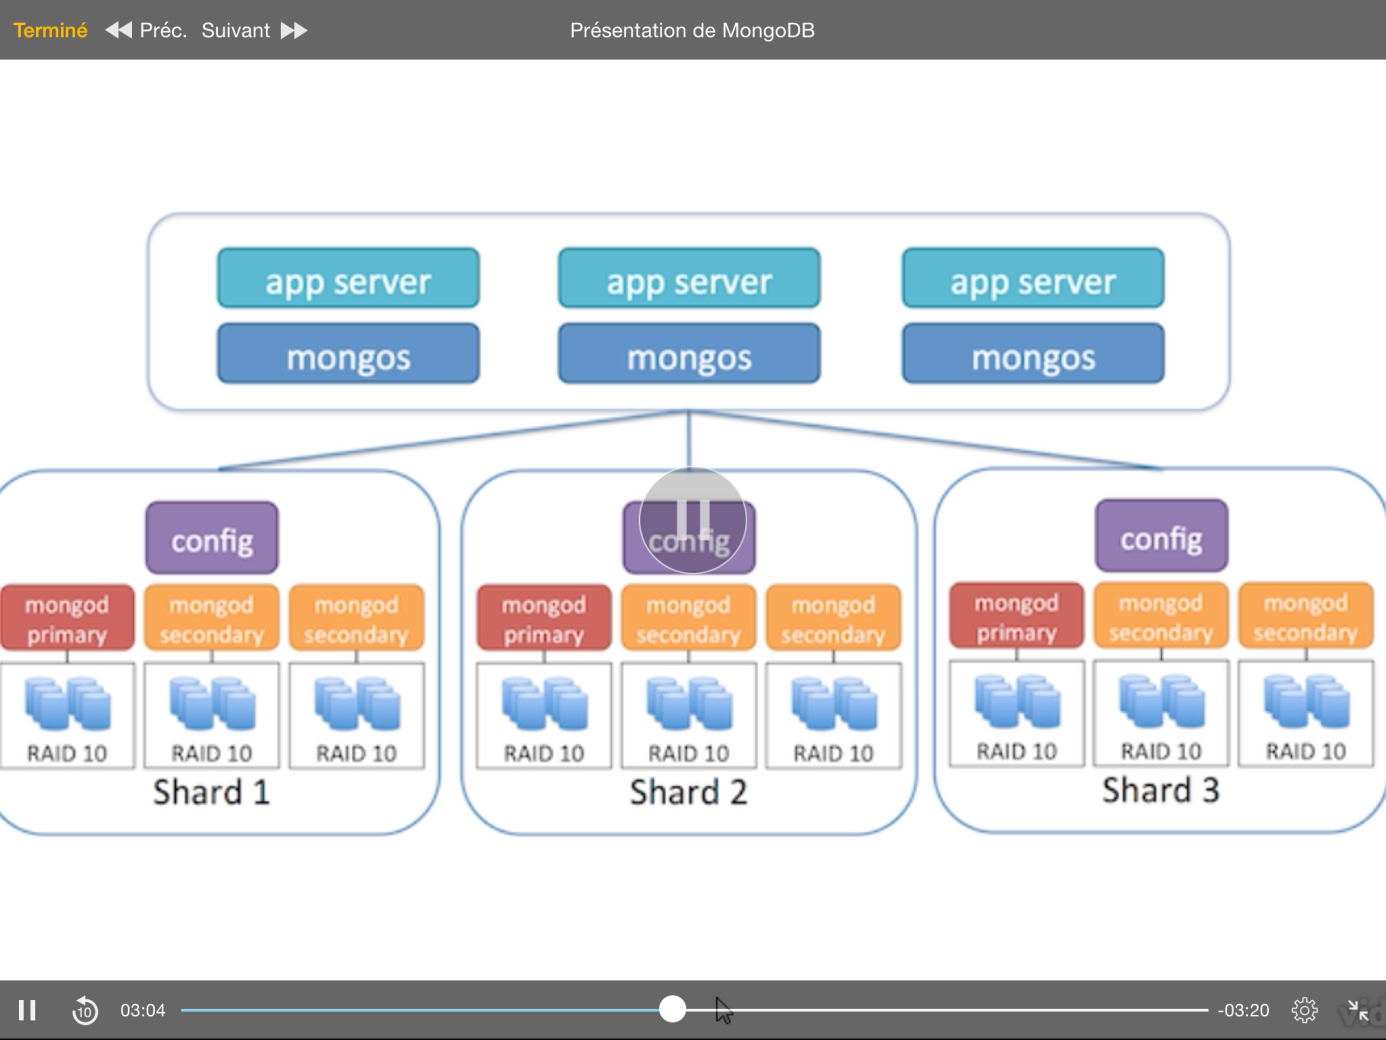 Terminé Préc. Suivant Présentation de MongoDB
app server app server app server
mongos mongos mongos
config config config
mongod mongod mongod mongod mongod mongod mongod mongod mongod
primary secondary secondary primary secondary secondary primary secondary secondary
RAID 10 RAID 10 RAID 10 RAID 10 RAID 10 RAID 10 RAID 10 RAID 10 RAID 10
Shard 1 Shard 2 Shard 3
10 03:04 -03:20